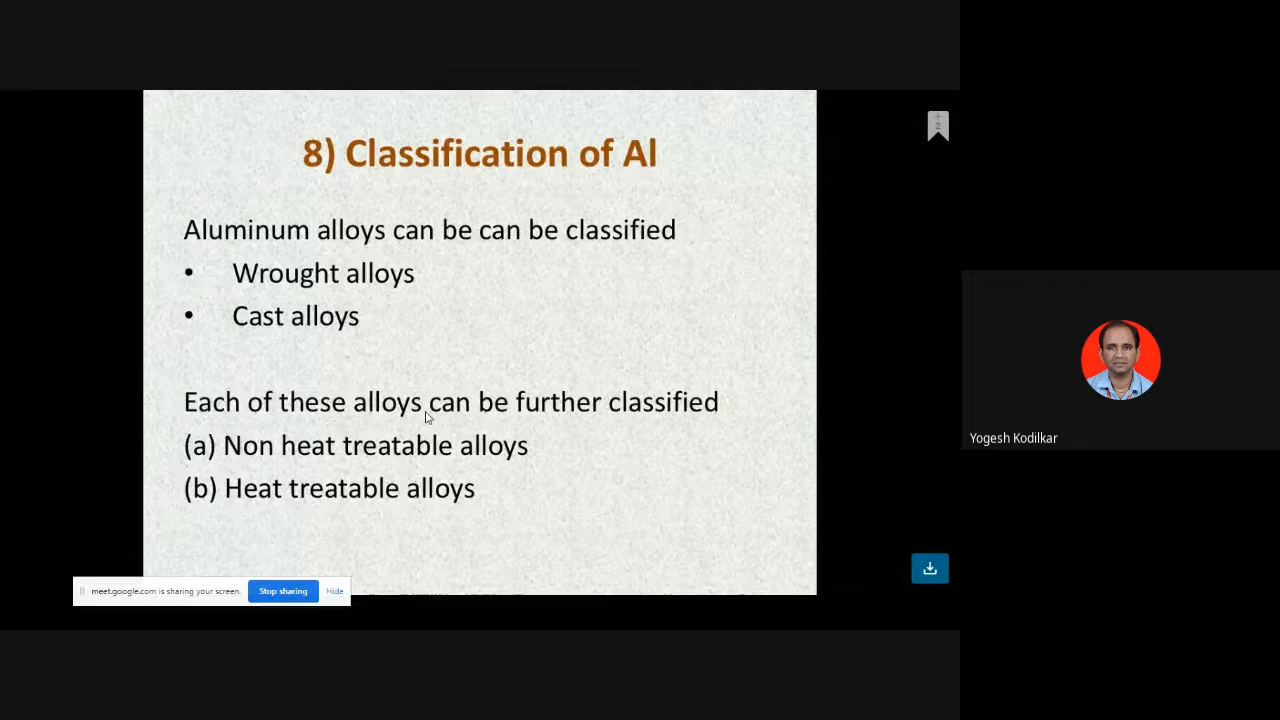 8) Classification of Al
Aluminum alloys can be can be classified
• Wrought alloys
• Cast alloys
Each of these alloys can be further classified
(a) Non heat treatable alloys
(b) Heat treatable alloys
meet.google.com is sharing your screen.
Stop sharing
Hide
2
Yogesh Kodilkar